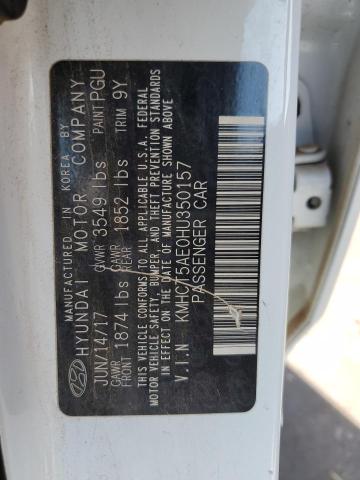 MANUFACTURED IN KOREA BY
HYUNDAI MOTOR COMPANY
JUN/14/17 GVWR 3549 lbs PAINT PGU
GAWR FRONT 1874 lbs GAWR REAR 1852 lbs TRIM 9Y
THIS VEHICLE CONFORMS TO ALL APPLICABLE U.S.A. FEDERAL
MOTOR VEHICLE SAFETY, BUMPER, AND THEFT PREVENTION STANDARDS
IN EFFECT ON THE DATE OF MANUFACTURE SHOWN ABOVE
V.I.N KMHCT5AE0HU350157
PASSENGER CAR